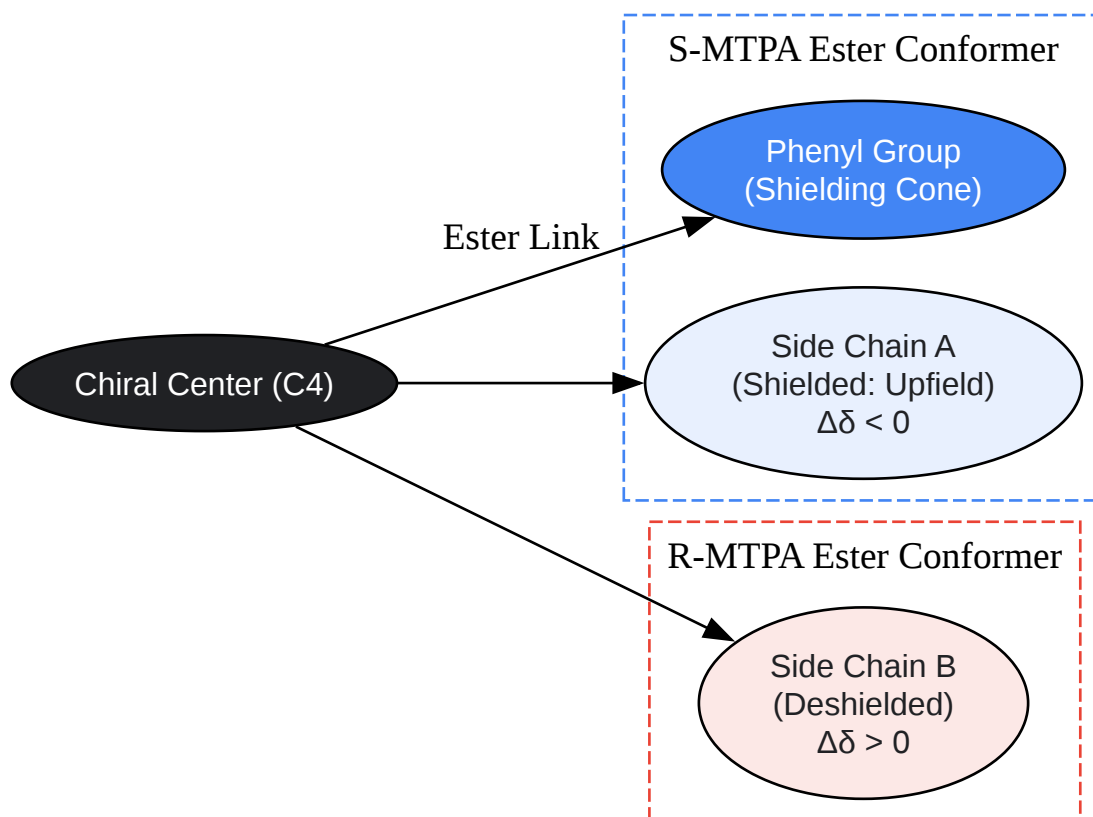 S-MTPA Ester Conformer
Phenyl Group
(Shielding Cone)
Ester Link
Side Chain A
(Shielded: Upfield)
Δδ < 0
Chiral Center (C4)
R-MTPA Ester Conformer
Side Chain B
(Deshielded)
Δδ > 0